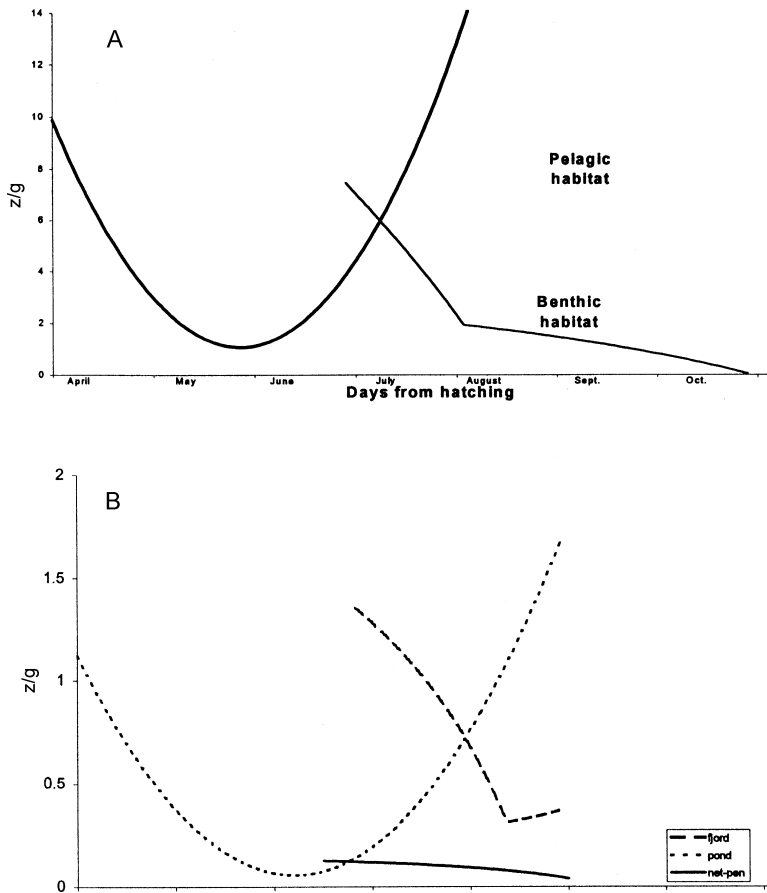 14
A
12
10
8
6
4
2
0
z/g
Pelagic
habitat
Benthic
habitat
April May June July August Sept. Oct.
Days from hatching
2
B
1.5
1
0.5
0
z/g
fjord
pond
net-pen